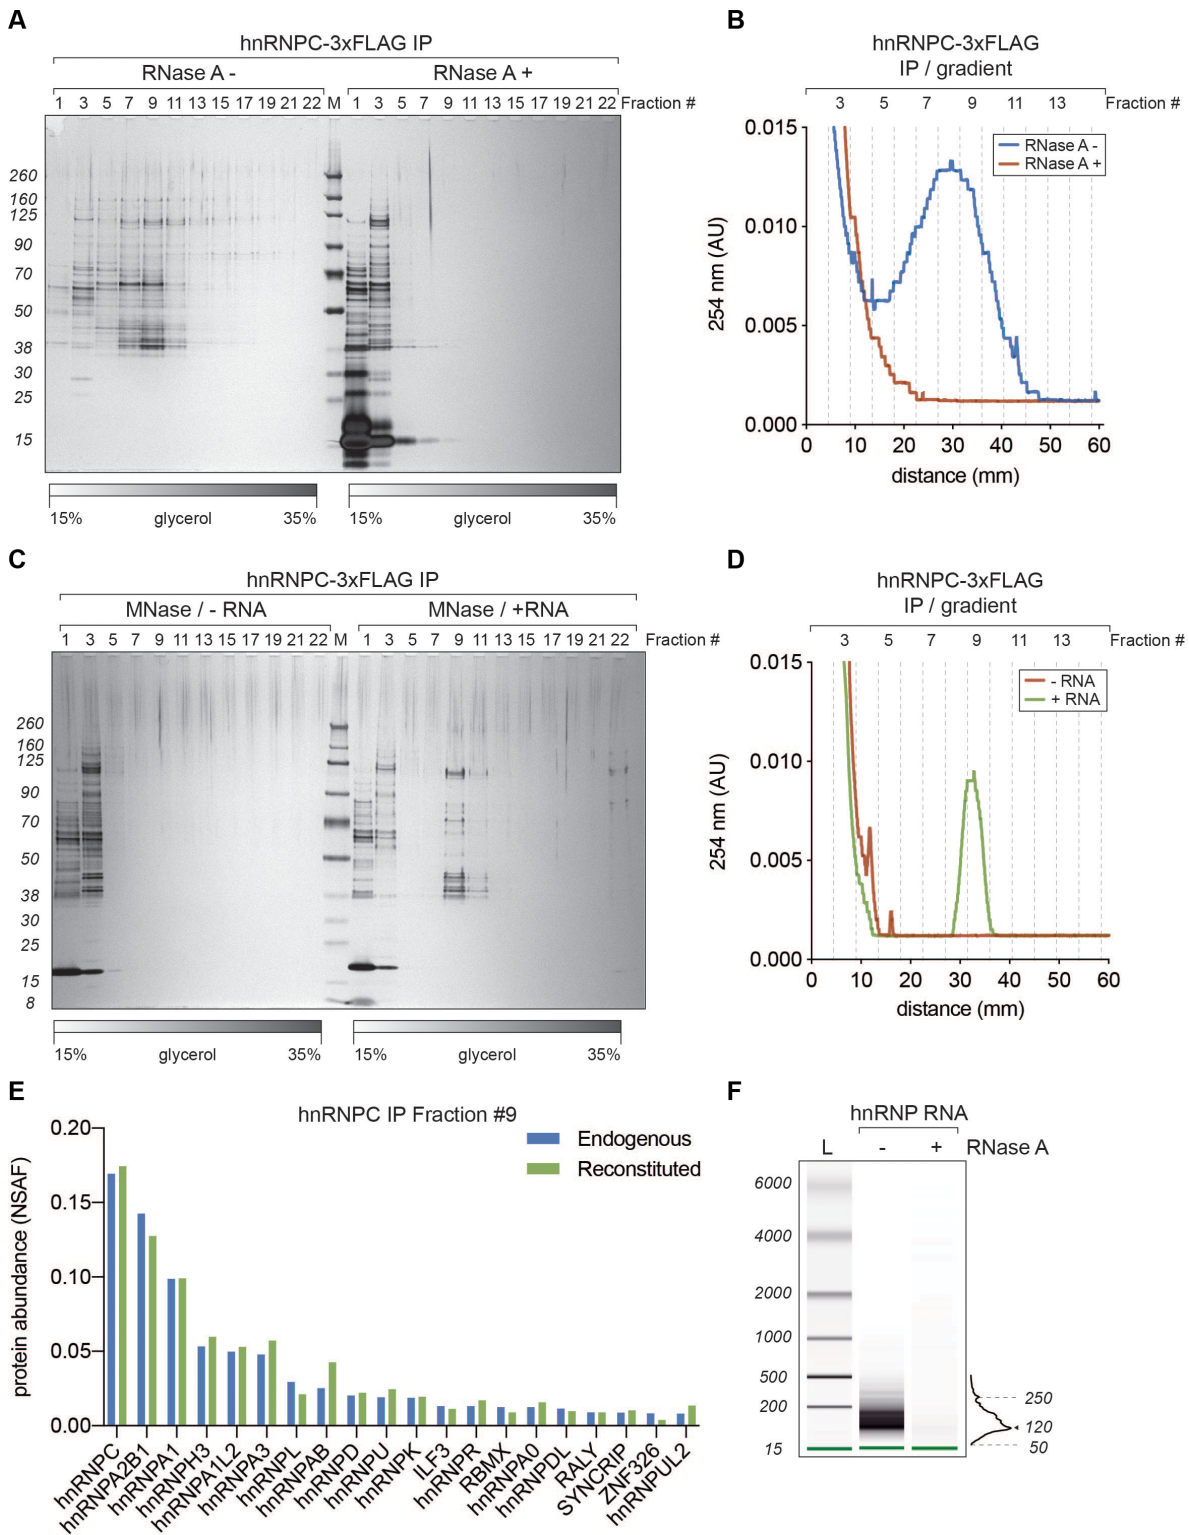 A
hnRNPC-3xFLAG IP
RNase A - RNase A +
1 3 5 7 9 11 13 15 17 19 21 22 M 1 3 5 7 9 11 13 15 17 19 21 22 Fraction #
260
160
125
90
70
50
38
30
25
15
15% glycerol 35% 15% glycerol 35%
B
hnRNPC-3xFLAG
IP / gradient
3 5 7 9 11 13 Fraction #
RNase A -
RNase A +
0.015
0.010
0.005
0.000
254 nm (AU)
0 10 20 30 40 50 60
distance (mm)
C
hnRNPC-3xFLAG IP
MNase / - RNA MNase / +RNA
1 3 5 7 9 11 13 15 17 19 21 22 M 1 3 5 7 9 11 13 15 17 19 21 22 Fraction #
260
160
125
90
70
50
38
30
25
15
8
15% glycerol 35% 15% glycerol 35%
D
hnRNPC-3xFLAG
IP / gradient
3 5 7 9 11 13 Fraction #
- RNA
+ RNA
0.015
0.010
0.005
0.000
254 nm (AU)
0 10 20 30 40 50 60
distance (mm)
E
hnRNPC IP Fraction #9
Endogenous
Reconstituted
0.20
0.15
0.10
0.05
0.00
protein abundance (NSAF)
hnRNPC
hnRNPA2B1
hnRNPA1
hnRNPH3
hnRNPA1L2
hnRNPA3
hnRNPL
hnRNPAB
hnRNPD
hnRNPU
hnRNPK
ILF3
hnRNPR
RBMX
hnRNPA0
hnRNPDL
RALY
SYNCRIP
ZNF326
hnRNPUL2
F
hnRNP RNA
L - + RNase A
6000
4000
2000
1000
500
200
15
250
120
50